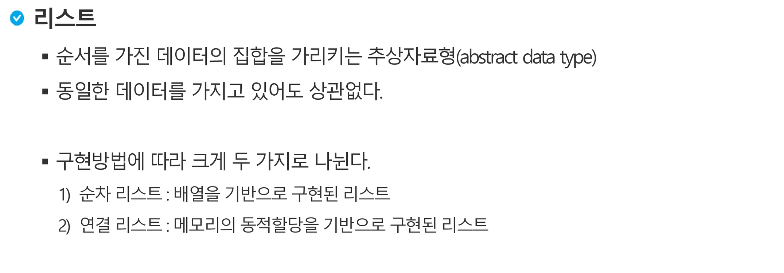 리스트
▪ 순서를 가진 데이터의 집합을 가리키는 추상자료형(abstract data type)
▪ 동일한 데이터를 가지고 있어도 상관없다.
▪ 구현방법에 따라 크게 두 가지로 나뉜다.
1) 순차 리스트 : 배열을 기반으로 구현된 리스트
2) 연결 리스트 : 메모리의 동적할당을 기반으로 구현된 리스트